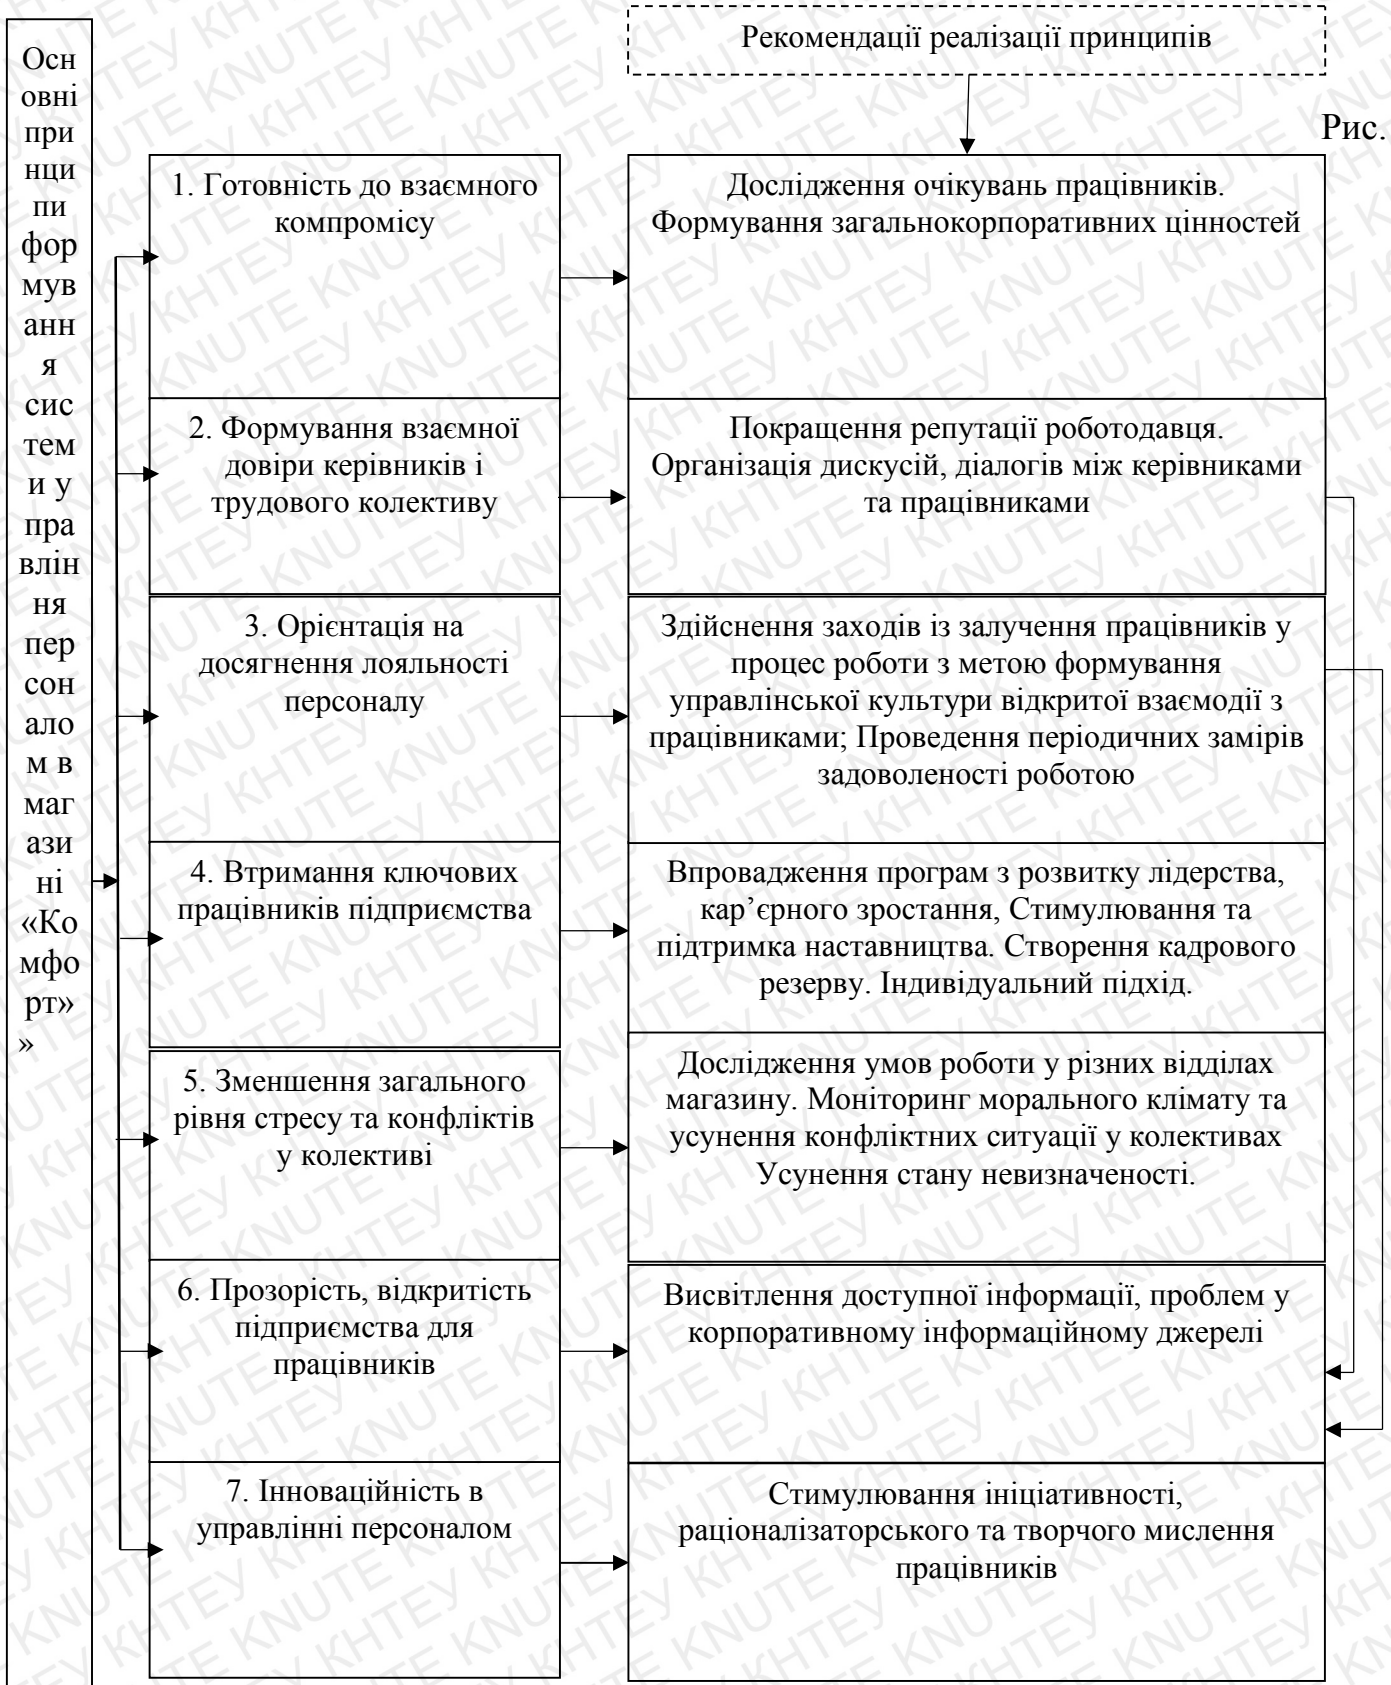 Рекомендації реалізації принципів
Рис.
Осн
овні
при
нци
пи
фор
мув
анн
я
сис
тем
и у
пра
влін
ня
пер
сон
ало
м в
маг
ази
ні
«Ко
мфо
рт»
»
1. Готовність до взаємного
компромісу
Дослідження очікувань працівників.
Формування загальнокорпоративних цінностей
2. Формування взаємної
довіри керівників і
трудового колективу
Покращення репутації роботодавця.
Організація дискусій, діалогів між керівниками
та працівниками
3. Орієнтація на
досягнення лояльності
персоналу
Здійснення заходів із залучення працівників у
процес роботи з метою формування
управлінської культури відкритої взаємодії з
працівниками; Проведення періодичних замірів
задоволеності роботою
4. Втримання ключових
працівників підприємства
Впровадження програм з розвитку лідерства,
кар’єрного зростання, Стимулювання та
підтримка наставництва. Створення кадрового
резерву. Індивідуальний підхід.
5. Зменшення загального
рівня стресу та конфліктів
у колективі
Дослідження умов роботи у різних відділах
магазину. Моніторинг морального клімату та
усунення конфліктних ситуації у колективах
Усунення стану невизначеності.
6. Прозорість, відкритість
підприємства для
працівників
Висвітлення доступної інформації, проблем у
корпоративному інформаційному джерелі
7. Інноваційність в
управлінні персоналом
Стимулювання ініціативності,
раціоналізаторського та творчого мислення
працівників